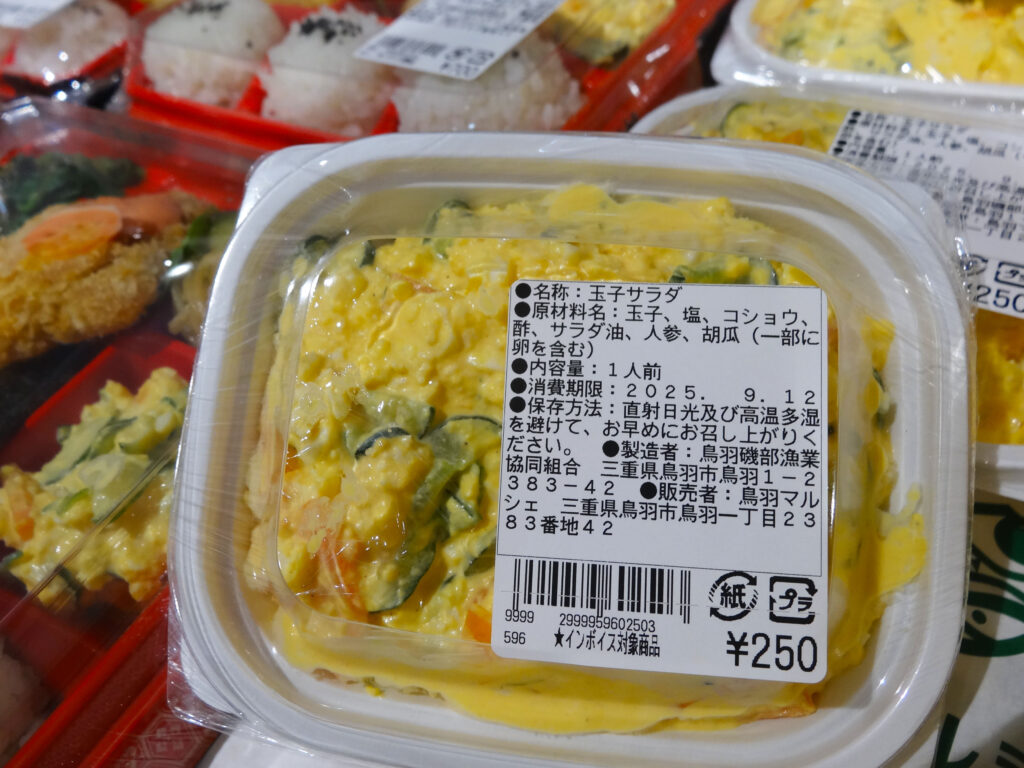 ●名称:玉子サラダ
●原材料名:玉子、塩、コショウ、
酢、サラダ油、人参、胡瓜(一部に
卵を含む)
●内容量:1人前
●消費期限:2025. 9.12
●保存方法:直射日光及び高温多湿
を避けて、お早めにお召し上がりく
ださい。 ●製造者:鳥羽磯部漁業
協同組合 三重県鳥羽市鳥羽1-2
383-42 ●販売者:鳥羽マル
シェ 三重県鳥羽市鳥羽一丁目23
83番地42
紙
プラ
9999
2999959602503
596
★インボイス対象商品
¥250